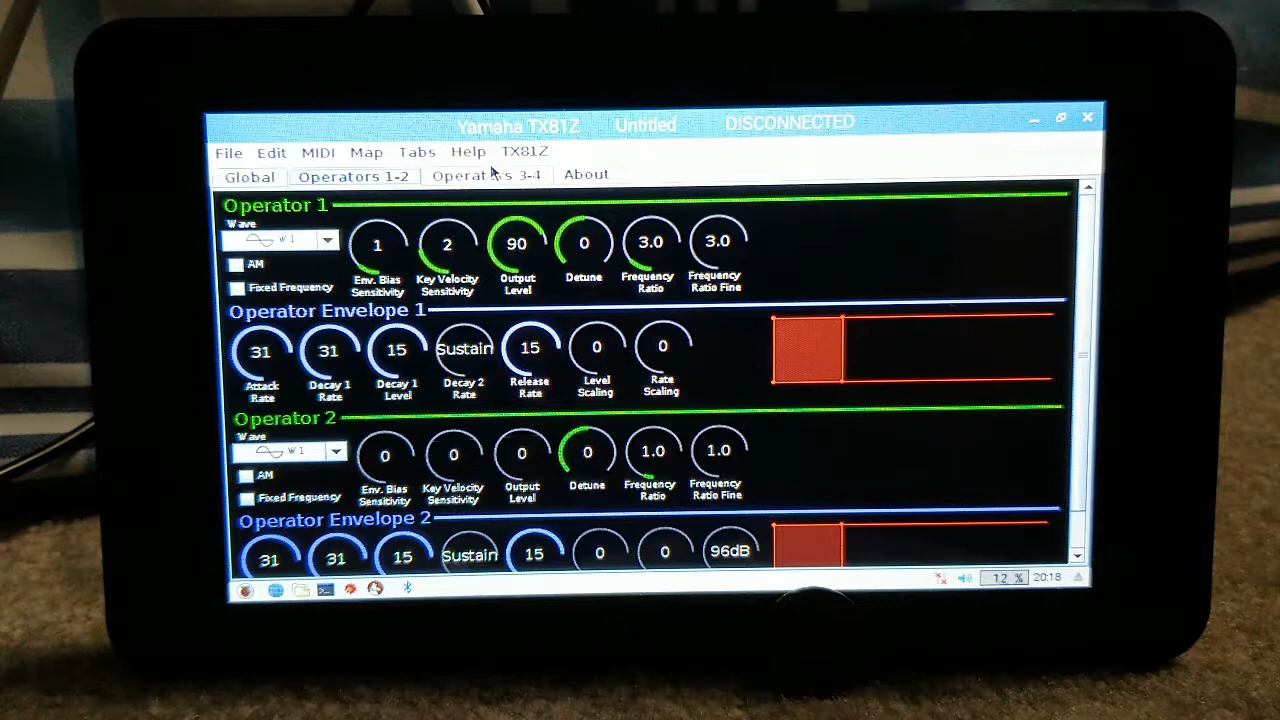 Yamaha TX81Z Untitled DISCONNECTED
File Edit MIDI Map Tabs Help TX81Z
Global Operators 1-2 Operators 3-4 About
Operator 1
Wave
W1
AM
Fixed Frequency
1 2 90 0 3.0 3.0
Env. Bias Sensitivity Key Velocity Sensitivity Output Level Detune Frequency Ratio Frequency Ratio Fine
Operator Envelope 1
31 31 15 Sustain 15 0 0
Attack Rate Decay 1 Rate Decay 1 Level Decay 2 Rate Release Rate Level Scaling Rate Scaling
Operator 2
Wave
W1
AM
Fixed Frequency
0 0 0 0 1.0 1.0
Env. Bias Sensitivity Key Velocity Sensitivity Output Level Detune Frequency Ratio Frequency Ratio Fine
Operator Envelope 2
31 31 15 Sustain 15 0 0 96dB
12 % 20:18